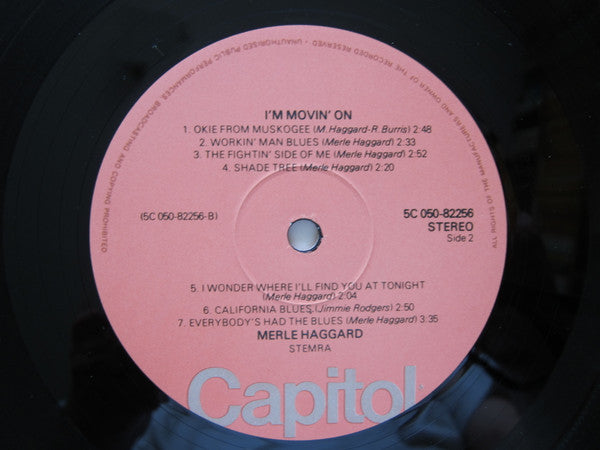 ALL RIGHTS OF THE MANUFACTURERS AND OWNER OF THE RECORDED RESERVED - UNAUTHORISED PUBLIC PERFORMANCES BROADCASTING AND COPYING PROHIBITED
I'M MOVIN' ON
1. OKIE FROM MUSKOGEE (M. Haggard-R. Burris) 2:48
2. WORKIN' MAN BLUES (Merle Haggard) 2:33
3. THE FIGHTIN' SIDE OF ME (Merle Haggard) 2:52
4. SHADE TREE (Merle Haggard) 2:20
(5C 050-82256-B)
5C 050-82256
STEREO
Side 2
5. I WONDER WHERE I'LL FIND YOU AT TONIGHT
(Merle Haggard) 2:04
6. CALIFORNIA BLUES (Jimmie Rodgers) 2:50
7. EVERYBODY'S HAD THE BLUES (Merle Haggard) 3:35
MERLE HAGGARD
STEMRA
Capitol